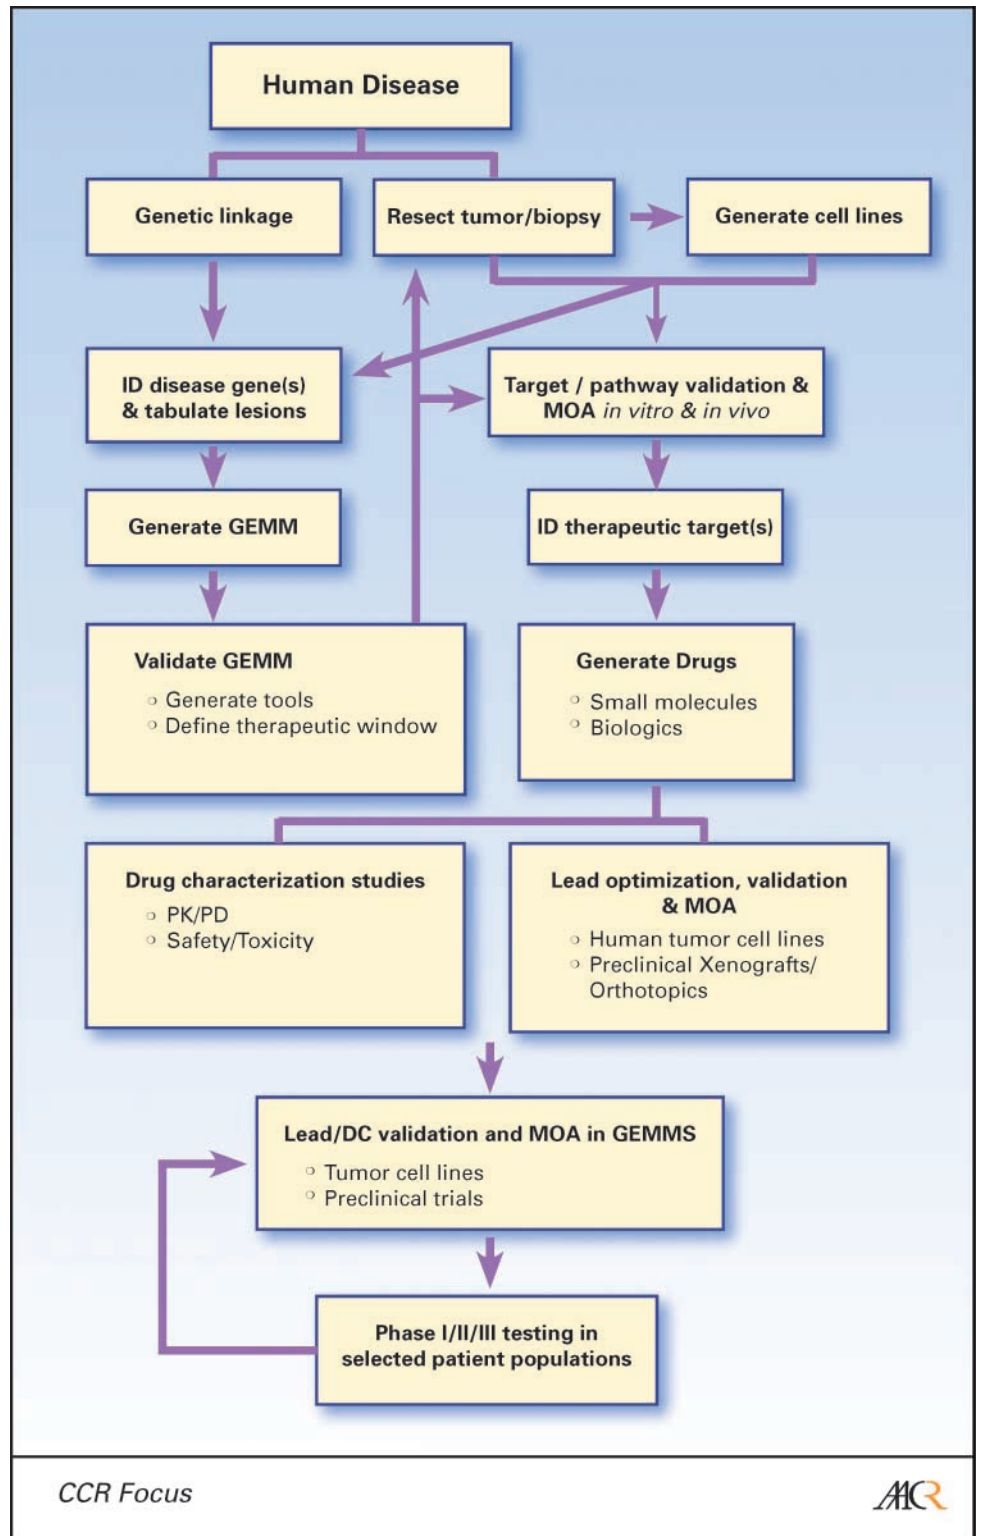 Human Disease
Genetic linkage
Resect tumor/biopsy
Generate cell lines
ID disease gene(s)
& tabulate lesions
Target / pathway validation &
MOA in vitro & in vivo
Generate GEMM
ID therapeutic target(s)
Validate GEMM
❍ Generate tools
❍ Define therapeutic window
Generate Drugs
❍ Small molecules
❍ Biologics
Drug characterization studies
❍ PK/PD
❍ Safety/Toxicity
Lead optimization, validation
& MOA
❍ Human tumor cell lines
❍ Preclinical Xenografts/
Orthotopics
Lead/DC validation and MOA in GEMMS
❍ Tumor cell lines
❍ Preclinical trials
Phase I/II/III testing in
selected patient populations
CCR Focus
AACR